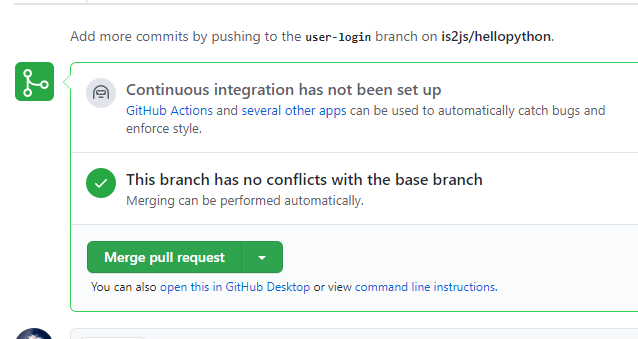 Add more commits by pushing to the user-login branch on is2js/hellopython.
Continuous integration has not been set up
GitHub Actions and several other apps can be used to automatically catch bugs and
enforce style.
This branch has no conflicts with the base branch
Merging can be performed automatically.
Merge pull request
You can also open this in GitHub Desktop or view command line instructions.